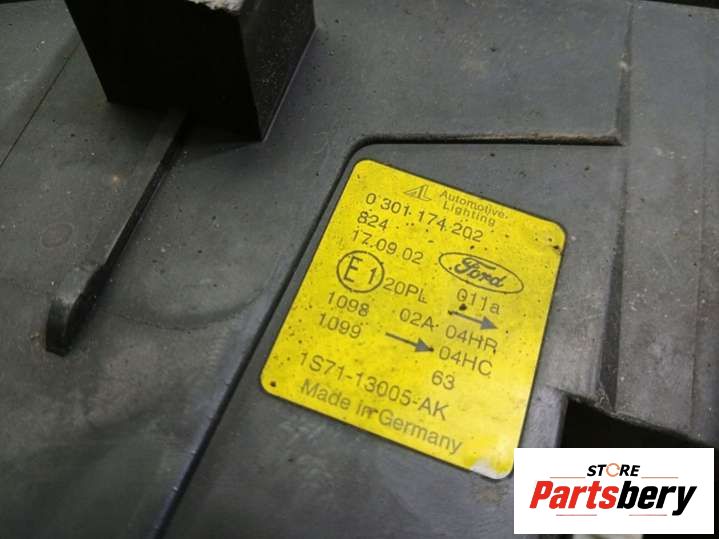 AL Automotive
Lighting
0 301 174 202
824
17.09.02
Ford
E1 20PL 011a
1098 02A 04HR
1099 04HC
63
1S71-13005-AK
Made in Germany
STORE
Partsbery